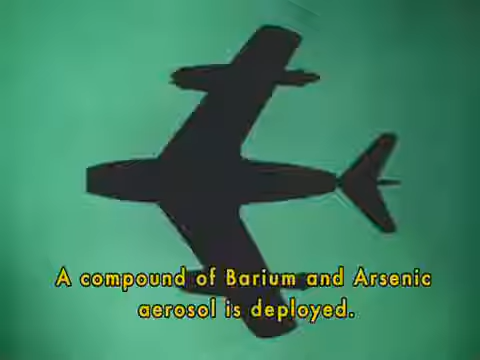 A compound of Barium and Arsenic
aerosol is deployed.